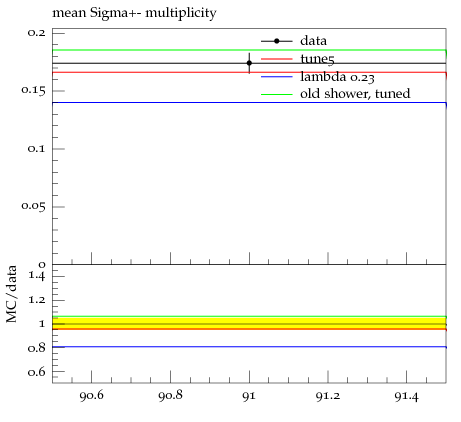 mean Sigma+- multiplicity
0.2
0.15
0.1
0.05
0
data
tune5
lambda 0.23
old shower, tuned
MC/data
1.4
1.2
1
0.8
0.6
90.6 90.8 91 91.2 91.4